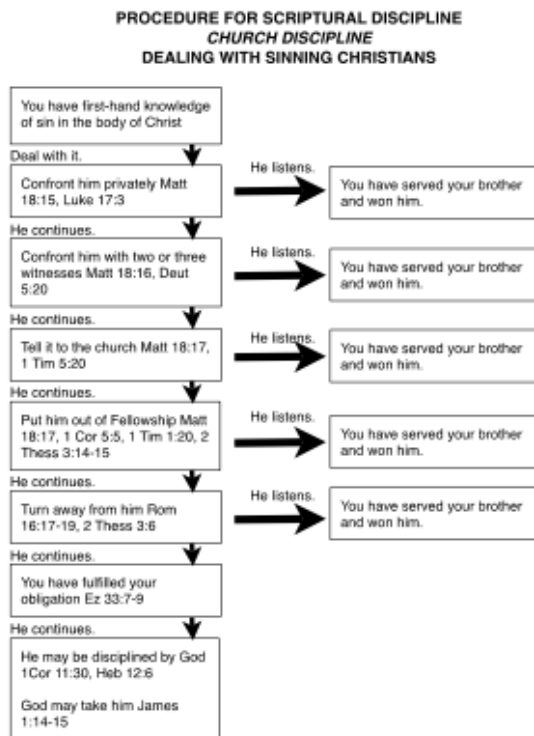 PROCEDURE FOR SCRIPTURAL DISCIPLINE
CHURCH DISCIPLINE
DEALING WITH SINNING CHRISTIANS
You have first-hand knowledge
of sin in the body of Christ
Deal with it.
Confront him privately Matt
18:15, Luke 17:3
He listens.
You have served your brother
and won him.
He continues.
Confront him with two or three
witnesses Matt 18:16, Deut
5:20
He listens.
You have served your brother
and won him.
He continues.
Tell it to the church Matt 18:17,
1 Tim 5:20
He listens.
You have served your brother
and won him.
He continues.
Put him out of Fellowship Matt
18:17, 1 Cor 5:5, 1 Tim 1:20, 2
Thess 3:14-15
He listens.
You have served your brother
and won him.
He continues.
Turn away from him Rom
16:17-19, 2 Thess 3:6
He listens.
You have served your brother
and won him.
He continues.
You have fulfilled your
obligation Ez 33:7-9
He continues.
He may be disciplined by God
1Cor 11:30, Heb 12:6
God may take him James
1:14-15